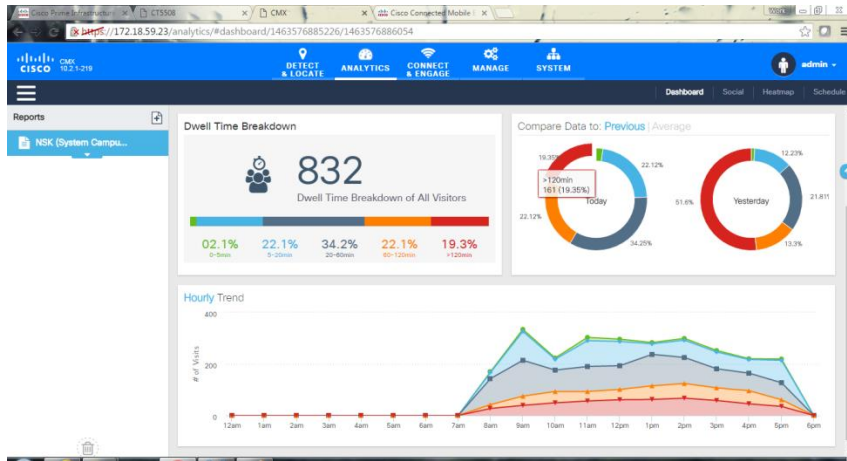 Cisco Prime Infrastructure
CT5508
CMX
Cisco Connected Mobile
https://172.18.59.23/analytics/#dashboard/1463576885226/1463576886054
CISCO
CMX
10.2.1-219
DETECT
& LOCATE
ANALYTICS
CONNECT
& ENGAGE
MANAGE
SYSTEM
admin
Dashboard Social Heatmap Schedule
Reports
NSK (System Campu...
Dwell Time Breakdown
832
Dwell Time Breakdown of All Visitors
02.1% 22.1% 34.2% 22.1% 19.3%
0-5min 5-20min 20-60min 60-120min >120min
Compare Data to: Previous | Average
19.35%
22.12%
>120min
161 (19.35%)
Today
22.12%
34.25%
12.23%
51.6%
Yesterday
13.3%
Hourly Trend
# of Visits
400
200
0
12am 1am 2am 3am 4am 5am 6am 7am 8am 9am 10am 11am 12pm 1pm 2pm 3pm 4pm 5pm 6pm